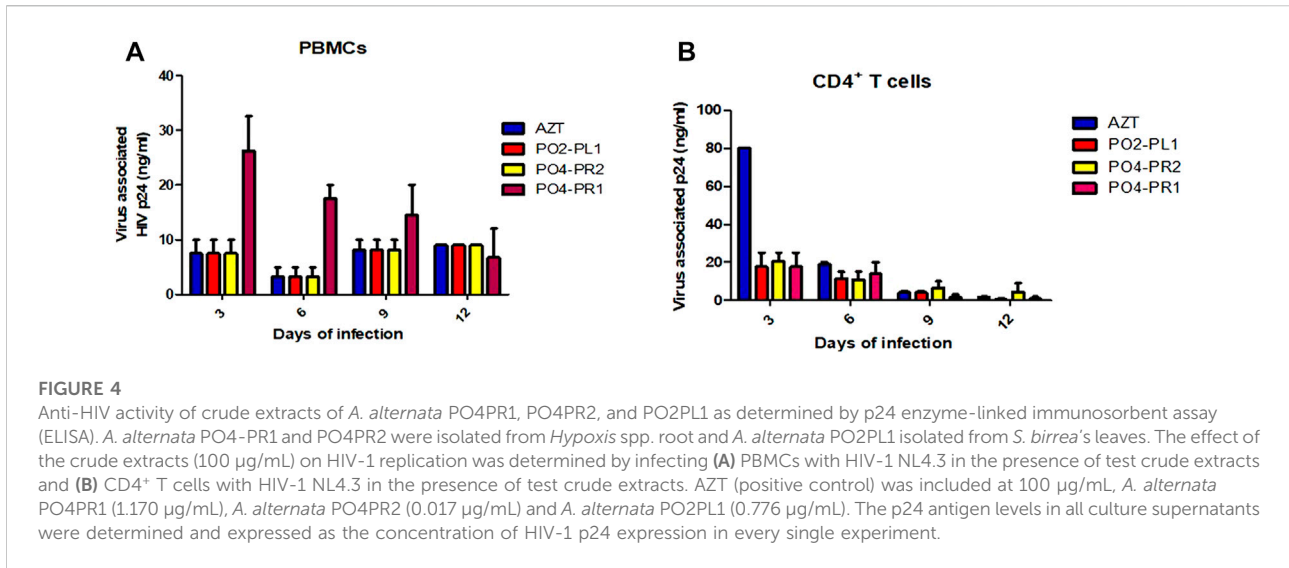 A
PBMCs
Virus associated
HIV p24 (ng/ml)
40
30
20
10
0
3
6
9
12
Days of infection
AZT
PO2-PL1
PO4-PR2
PO4-PR1
B
CD4+ T cells
Virus associated p24 (ng/ml)
100
80
60
40
20
0
3
6
9
12
Days of infection
AZT
PO2-PL1
PO4-PR2
PO4-PR1
FIGURE 4
Anti-HIV activity of crude extracts of A. alternata PO4PR1, PO4PR2, and PO2PL1 as determined by p24 enzyme-linked immunosorbent assay
(ELISA). A. alternata PO4-PR1 and PO4PR2 were isolated from Hypoxis spp. root and A. alternata PO2PL1 isolated from S. birrea's leaves. The effect of
the crude extracts (100 µg/mL) on HIV-1 replication was determined by infecting (A) PBMCs with HIV-1 NL4.3 in the presence of test crude extracts
and (B) CD4+ T cells with HIV-1 NL4.3 in the presence of test crude extracts. AZT (positive control) was included at 100 µg/mL, A. alternata
PO4PR1 (1.170 µg/mL), A. alternata PO4PR2 (0.017 µg/mL) and A. alternata PO2PL1 (0.776 µg/mL). The p24 antigen levels in all culture supernatants
were determined and expressed as the concentration of HIV-1 p24 expression in every single experiment.